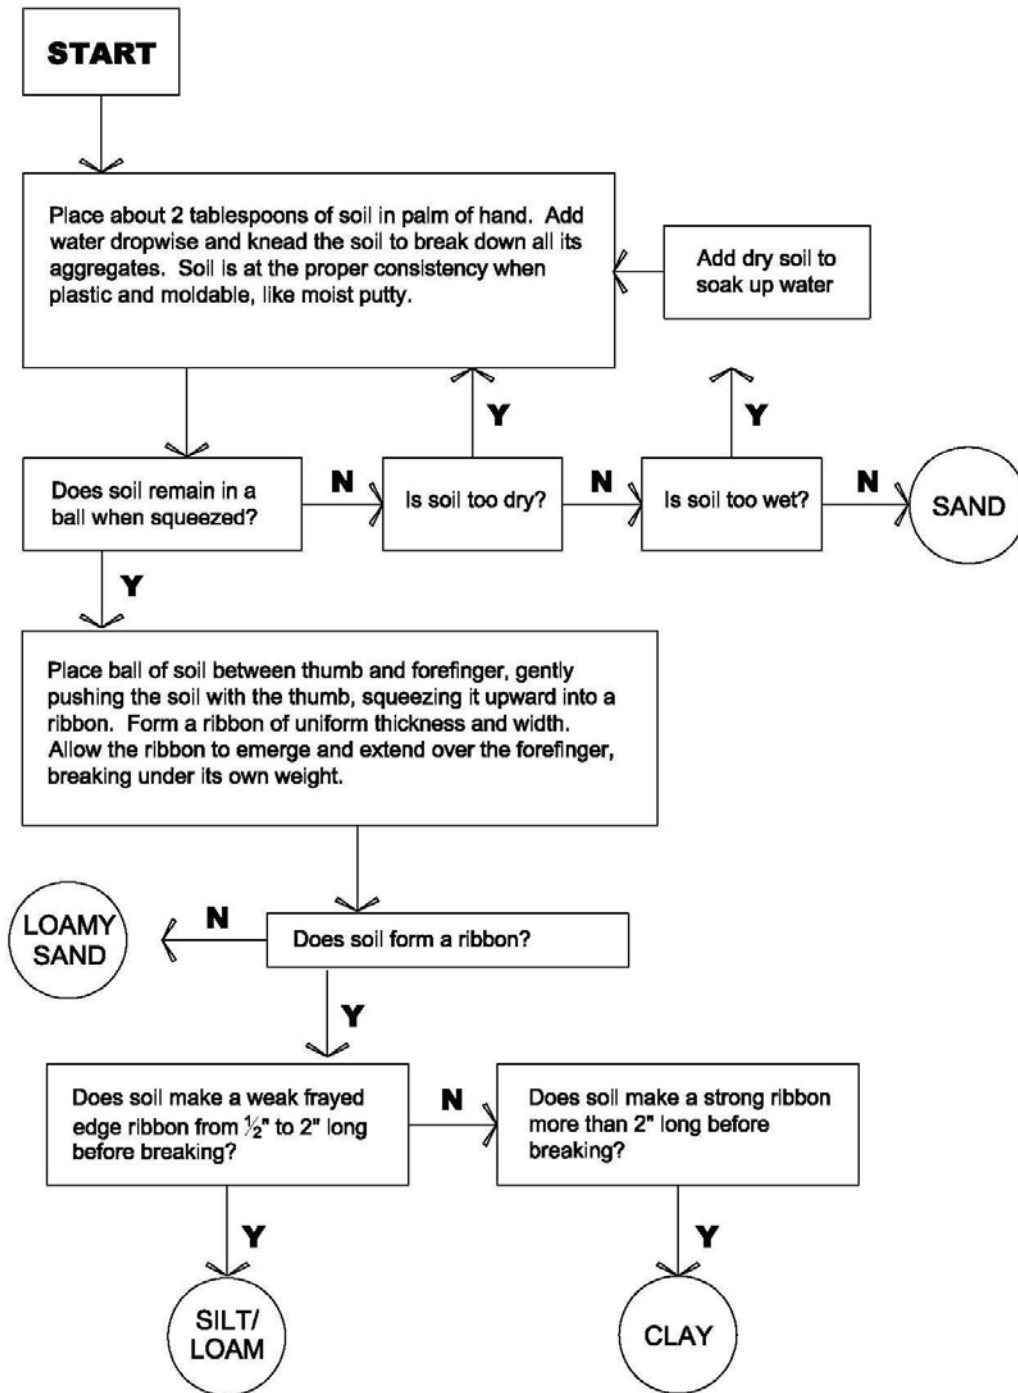 START
Place about 2 tablespoons of soil in palm of hand.  Add
water dropwise and knead the soil to break down all its
aggregates.  Soil is at the proper consistency when
plastic and moldable, like moist putty.
Add dry soil to
soak up water
Y
Y
Does soil remain in a
ball when squeezed?
N
Is soil too dry?
N
Is soil too wet?
N
SAND
Y
Place ball of soil between thumb and forefinger, gently
pushing the soil with the thumb, squeezing it upward into a
ribbon.  Form a ribbon of uniform thickness and width.
Allow the ribbon to emerge and extend over the forefinger,
breaking under its own weight.
LOAMY
SAND
N
Does soil form a ribbon?
Y
Does soil make a weak frayed
edge ribbon from ½" to 2" long
before breaking?
N
Does soil make a strong ribbon
more than 2" long before
breaking?
Y
Y
SILT/
LOAM
CLAY